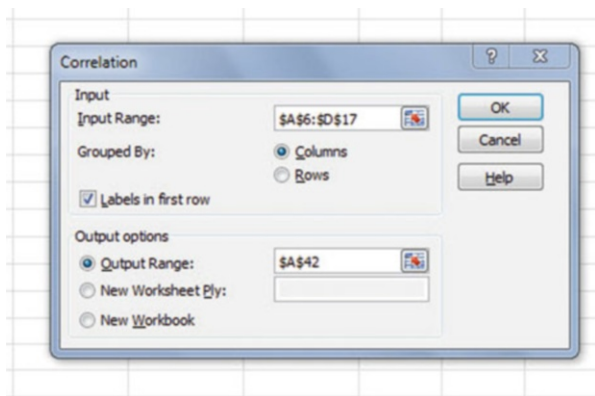 Correlation
Input
Input Range: $A$6:$D$17
Grouped By: Columns
Rows
Labels in first row
OK
Cancel
Help
Output options
Output Range: $A$42
New Worksheet Ply:
New Workbook